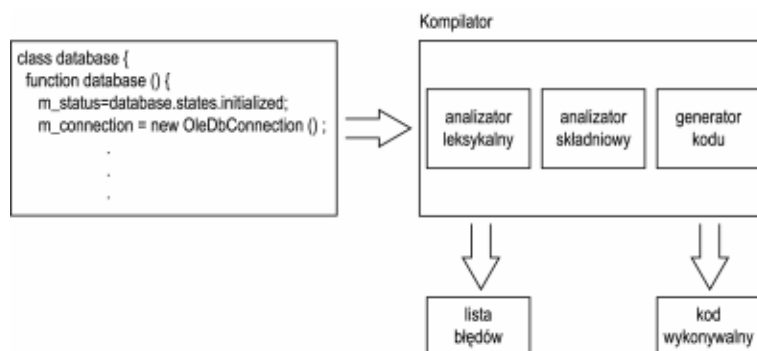 Kompilator
class database {
function database () {
m_status=database.states.initialized;
m_connection = new OleDbConnection () ;
.
.
.
analizator
leksykalny
analizator
składniowy
generator
kodu
lista
błędów
kod
wykonywalny